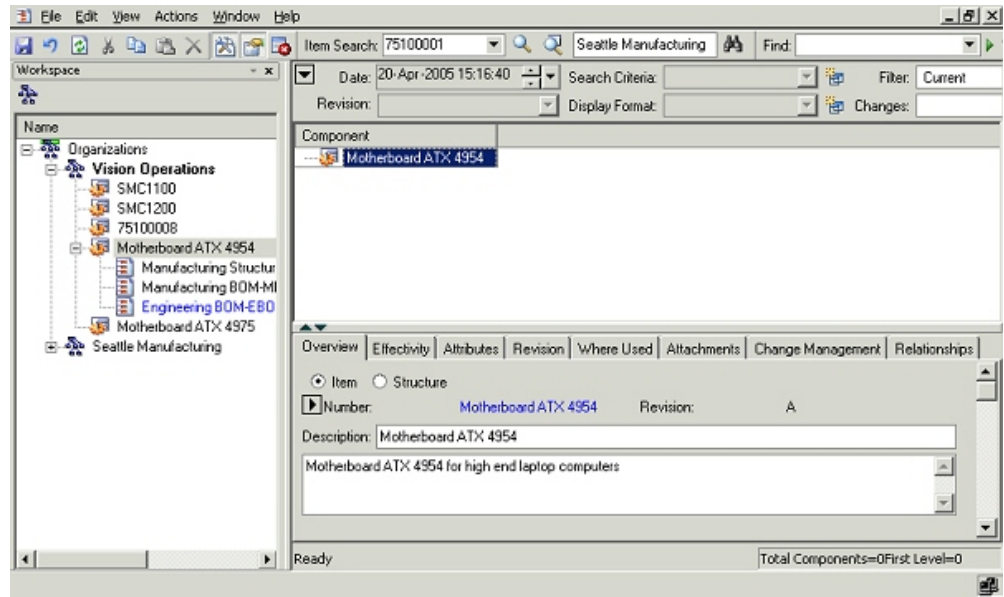 File Edit View Actions Window Help
Item Search: 75100001 Seattle Manufacturing Find:
Workspace
Date: 20-Apr-2005 15:16:40 Search Criteria: Filter: Current
Revision: Display Format: Changes:
Name
Organizations
Vision Operations
SMC1100
SMC1200
75100008
Motherboard ATX 4954
Manufacturing Structur
Manufacturing BOM-MI
Engineering BOM-EBO
Motherboard ATX 4975
Seattle Manufacturing
Component
Motherboard ATX 4954
Overview Effectivity Attributes Revision Where Used Attachments Change Management Relationships
Item Structure
Number: Motherboard ATX 4954 Revision: A
Description: Motherboard ATX 4954
Motherboard ATX 4954 for high end laptop computers
Ready Total Components=0First Level=0